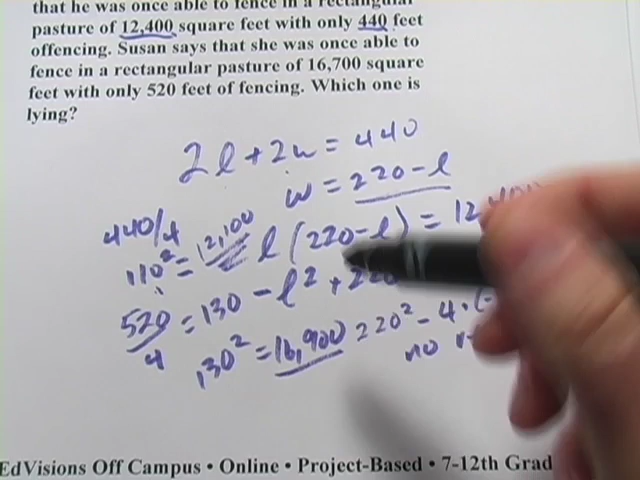 that he was once able to fence in a rectangular
pasture of 12,400 square feet with only 440 feet
offencing. Susan says that she was once able to
fence in a rectangular pasture of 16,700 square
feet with only 520 feet of fencing. Which one is
lying?
2l + 2w = 440
w = 220 - l
440/4
110² = 12,100
l (220 - l) = 12,400
520/4 = 130
- l² + 220
130² = 16,900
220² - 4 · (-
no
EdVisions Off Campus • Online • Project-Based • 7-12th Grad